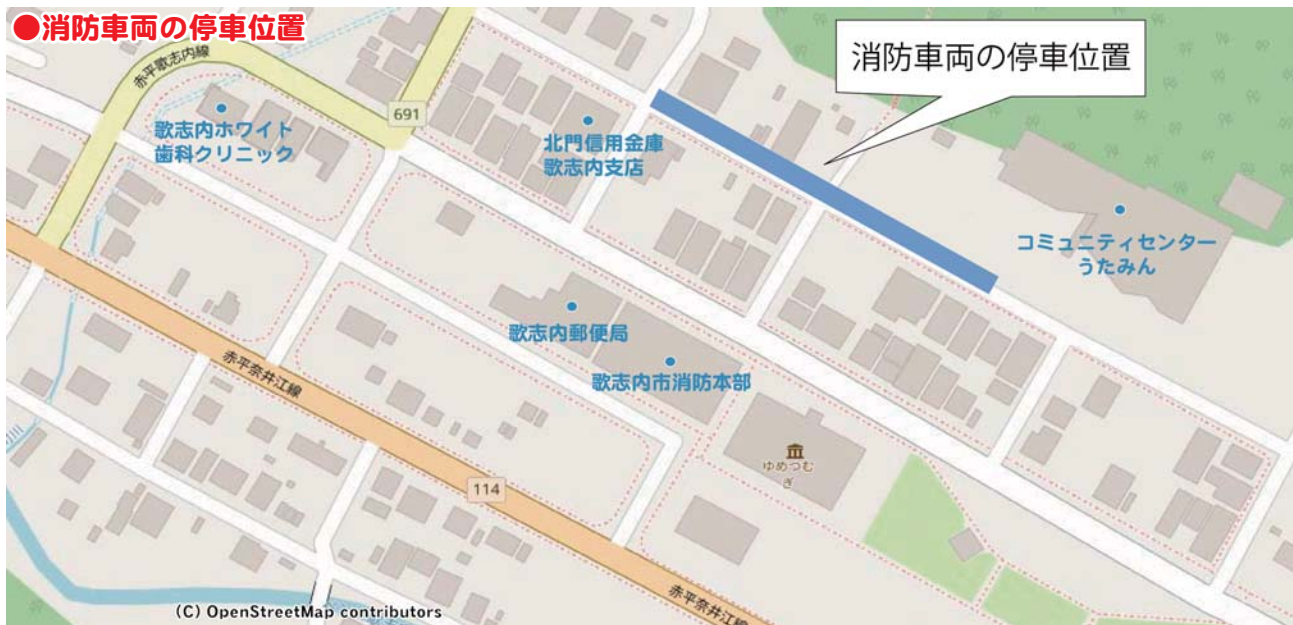 ●消防車両の停車位置
消防車両の停車位置
赤平歌志内線
691
歌志内ホワイト
歯科クリニック
北門信用金庫
歌志内支店
コミュニティセンター
うたみん
歌志内郵便局
歌志内市消防本部
赤平奈井江線
ゆめつむ
ぎ
114
赤平奈井江線
(C) OpenStreetMap contributors